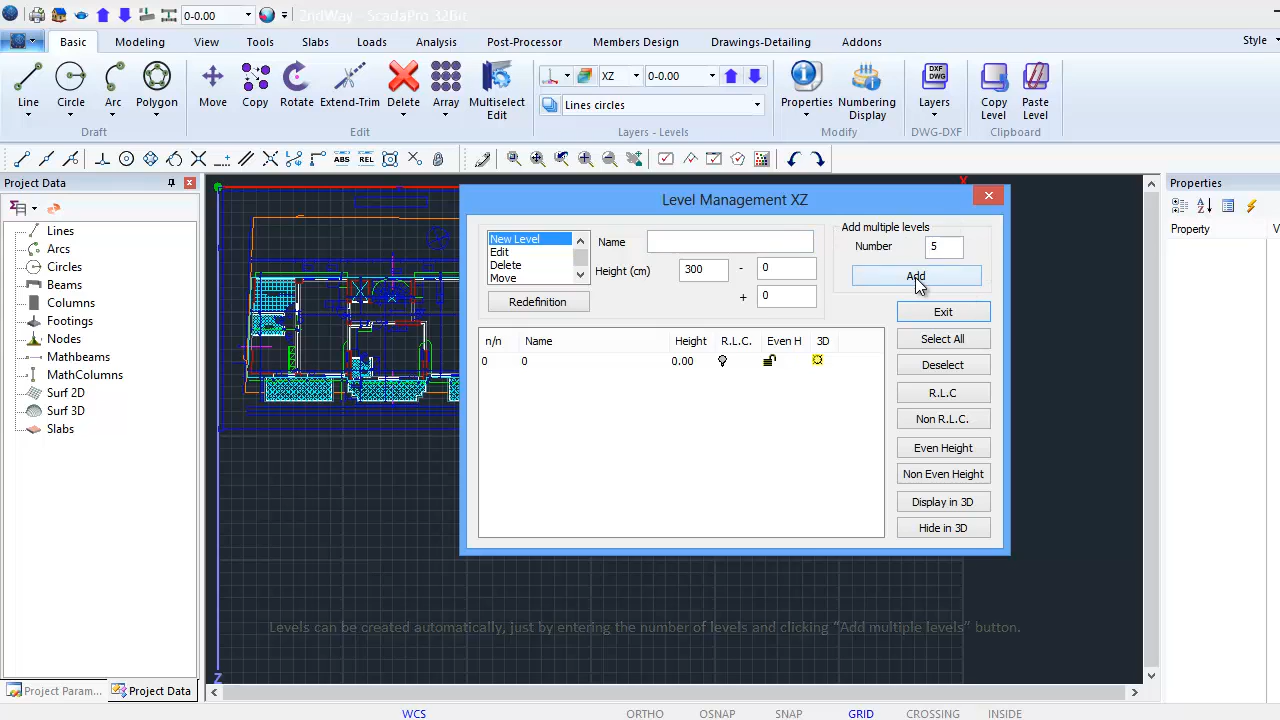 0-0.00
2ndWay - ScadaPro 32Bit
Basic Modeling View Tools Slabs Loads Analysis Post-Processor Members Design Drawings-Detailing Addons Style
Line Circle Arc Polygon
Draft
Move Copy Rotate Extend-Trim Delete Array Multiselect Edit
Edit
XZ 0-0.00
Lines circles
Layers - Levels
Properties Numbering Display
Modify
Layers
DWG-DXF
Copy Level Paste Level
Clipboard
ABS REL
Project Data
Lines
Arcs
Circles
Beams
Columns
Footings
Nodes
Mathbeams
MathColumns
Surf 2D
Surf 3D
Slabs
Project Param... Project Data
X
Z
Level Management XZ
New Level
Edit
Delete
Move
Redefinition
Name
Height (cm) 300 - 0
+ 0
Add multiple levels
Number 5
Add
Exit
Select All
Deselect
R.L.C
Non R.L.C.
Even Height
Non Even Height
Display in 3D
Hide in 3D
n/n Name Height R.L.C. Even H 3D
0 0 0.00
Levels can be created automatically, just by entering the number of levels and clicking “Add multiple levels” button.
Properties
Property
WCS ORTHO OSNAP SNAP GRID CROSSING INSIDE